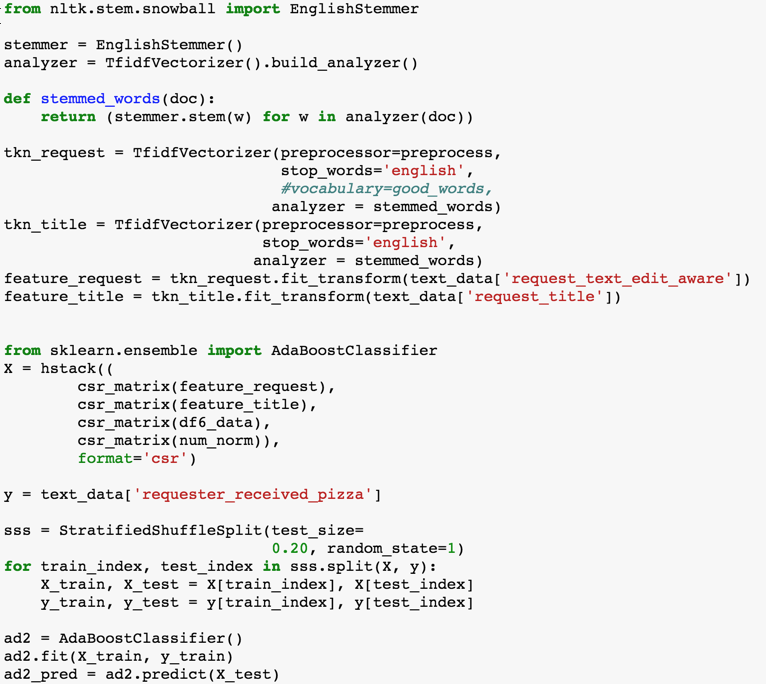 from nltk.stem.snowball import EnglishStemmer
stemmer = EnglishStemmer()
analyzer = TfidfVectorizer().build_analyzer()
def stemmed_words(doc):
    return (stemmer.stem(w) for w in analyzer(doc))
tkn_request = TfidfVectorizer(preprocessor=preprocess,
                              stop_words='english',
                              #vocabulary=good_words,
                             analyzer = stemmed_words)
tkn_title = TfidfVectorizer(preprocessor=preprocess,
                            stop_words='english',
                           analyzer = stemmed_words)
feature_request = tkn_request.fit_transform(text_data['request_text_edit_aware'])
feature_title = tkn_title.fit_transform(text_data['request_title'])
from sklearn.ensemble import AdaBoostClassifier
X = hstack((
        csr_matrix(feature_request),
        csr_matrix(feature_title),
        csr_matrix(df6_data),
        csr_matrix(num_norm)),
        format='csr')
y = text_data['requester_received_pizza']
sss = StratifiedShuffleSplit(test_size=
                             0.20, random_state=1)
for train_index, test_index in sss.split(X, y):
    X_train, X_test = X[train_index], X[test_index]
    y_train, y_test = y[train_index], y[test_index]
ad2 = AdaBoostClassifier()
ad2.fit(X_train, y_train)
ad2_pred = ad2.predict(X_test)